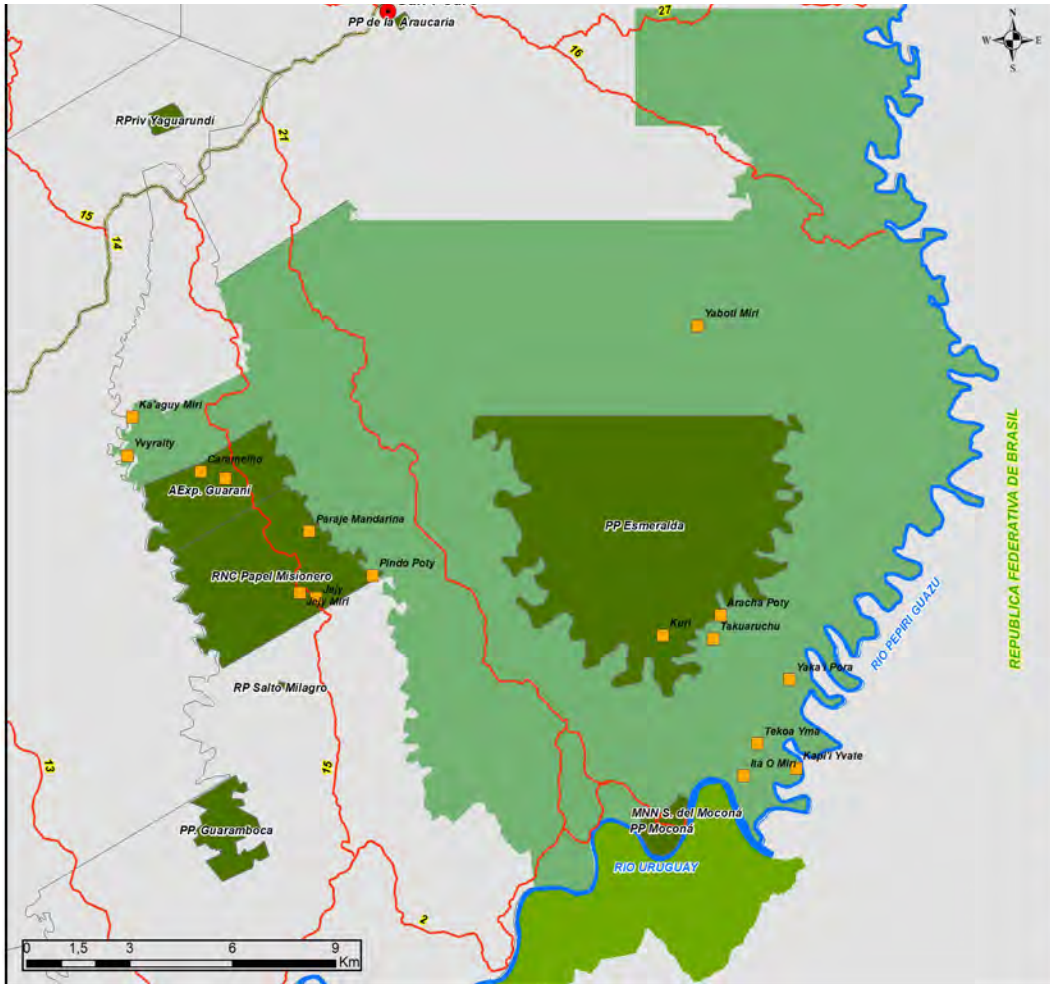 PP de la Araucaria
27
16
N
W
E
S
RPriv Yaguarundi
21
15
14
Yaboti Miri
Ka'aguy Miri
Yvyraity
Caramelito
AExp. Guarani
Paraje Mandarina
PP Esmeralda
REPUBLICA FEDERATIVA DE BRASIL
Pindo Poty
RNC Papel Misionero
Jejy
Jejy Miri
Aracha Poty
Kuri
Takuaruchu
RIO PEPIRI GUAZU
Yaka i Pora
RP Salto Milagro
Tekoa Yma
13
15
Ita O Miri
Kapi'i Yvate
MNN S. del Mocona
PP Mocona
PP. Guaramboca
RIO URUGUAY
2
0
1,5
3
6
9
Km